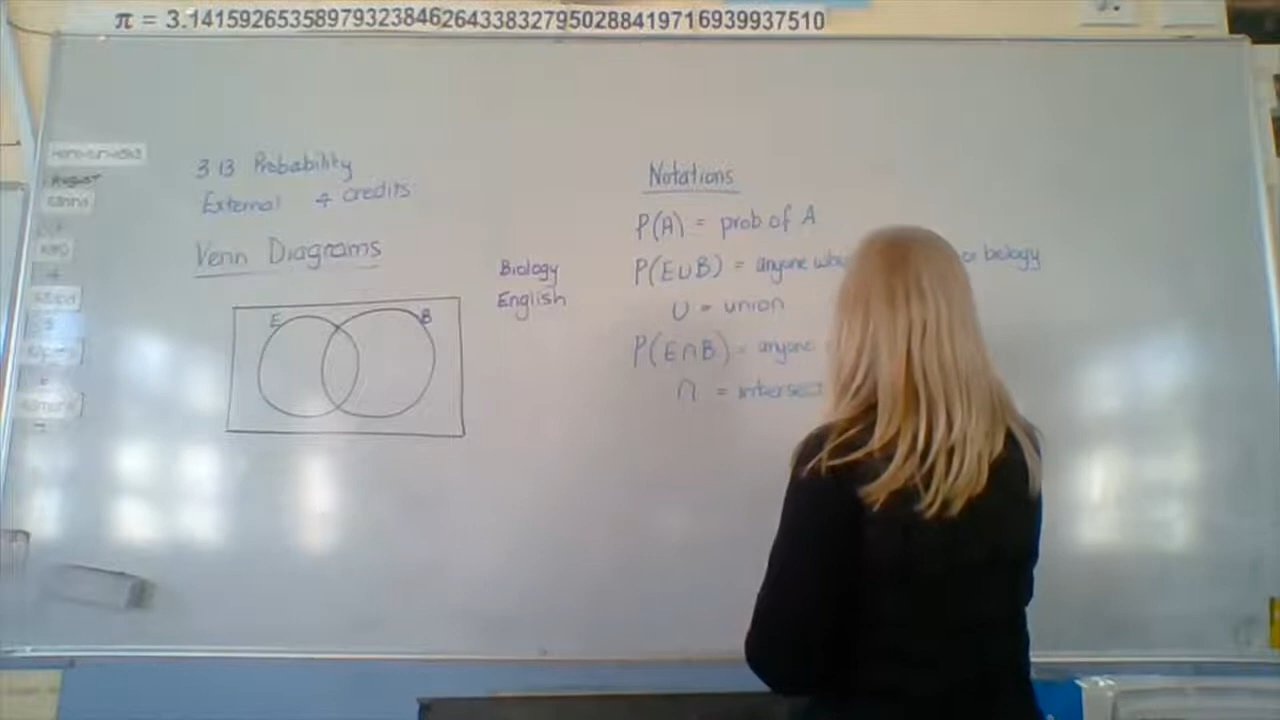 π = 3.14159265358979323846264338327950288419716939937510
3.13 Probability
External 4 credits
Venn Diagrams
E B
Biology
English
Notations
P(A) = prob of A
P(E∪B) = anyone who or biology
∪ = union
P(E∩B) = anyone
∩ = intersect